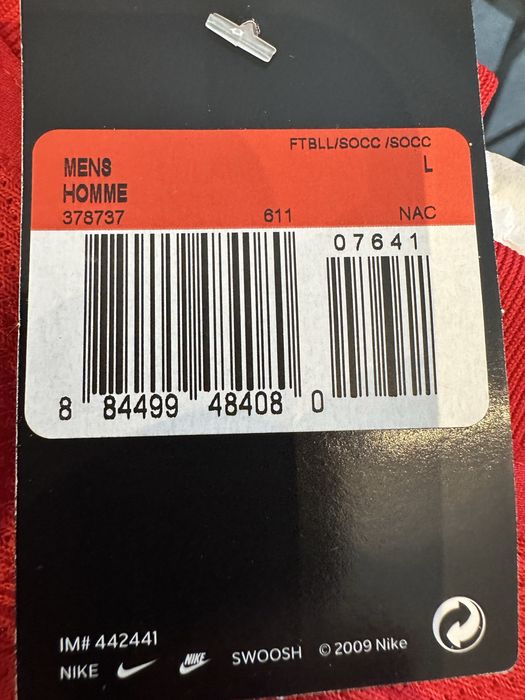 FTBLL/SOCC /SOCC
MENS L
HOMME
378737 611 NAC
07641
8 84499 48408 0
IM# 442441
NIKE NIKE SWOOSH © 2009 Nike